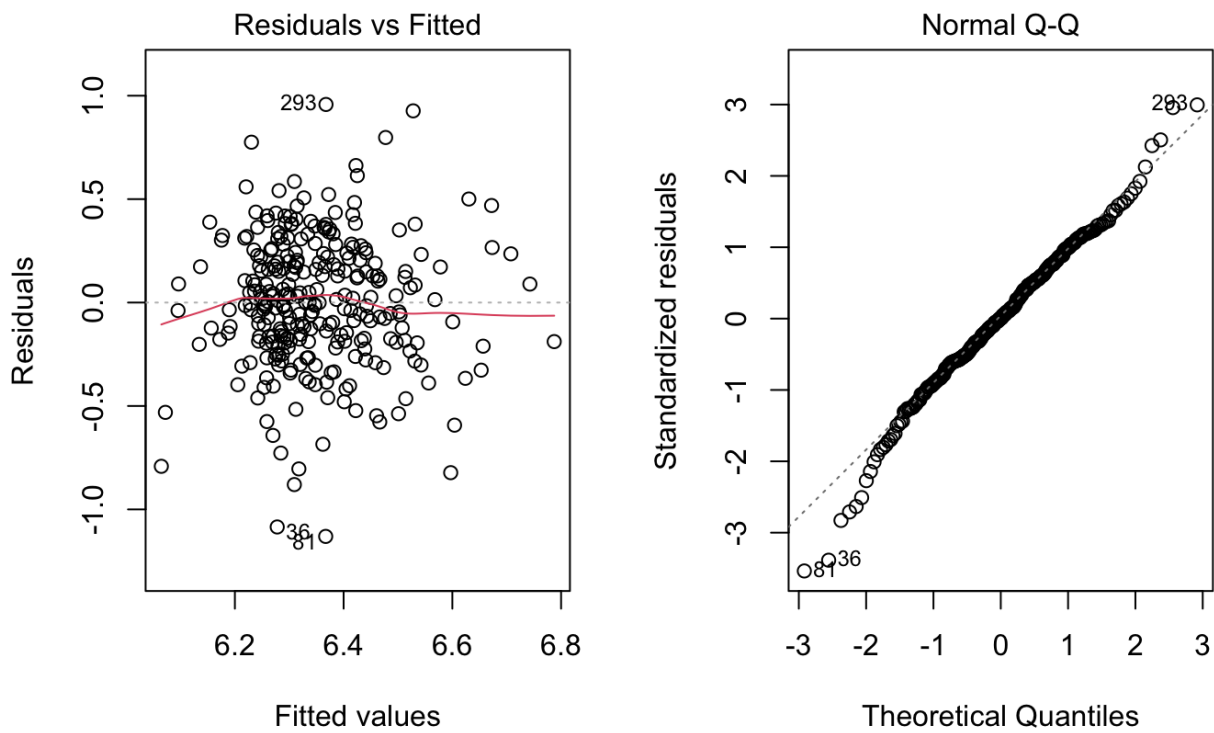 Residuals vs Fitted
Residuals
1.0
0.5
0.0
-0.5
-1.0
293
36
81
6.2 6.4 6.6 6.8
Fitted values
Normal Q-Q
Standardized residuals
3
2
1
0
-1
-2
-3
293
36
81
-3 -2 -1 0 1 2 3
Theoretical Quantiles